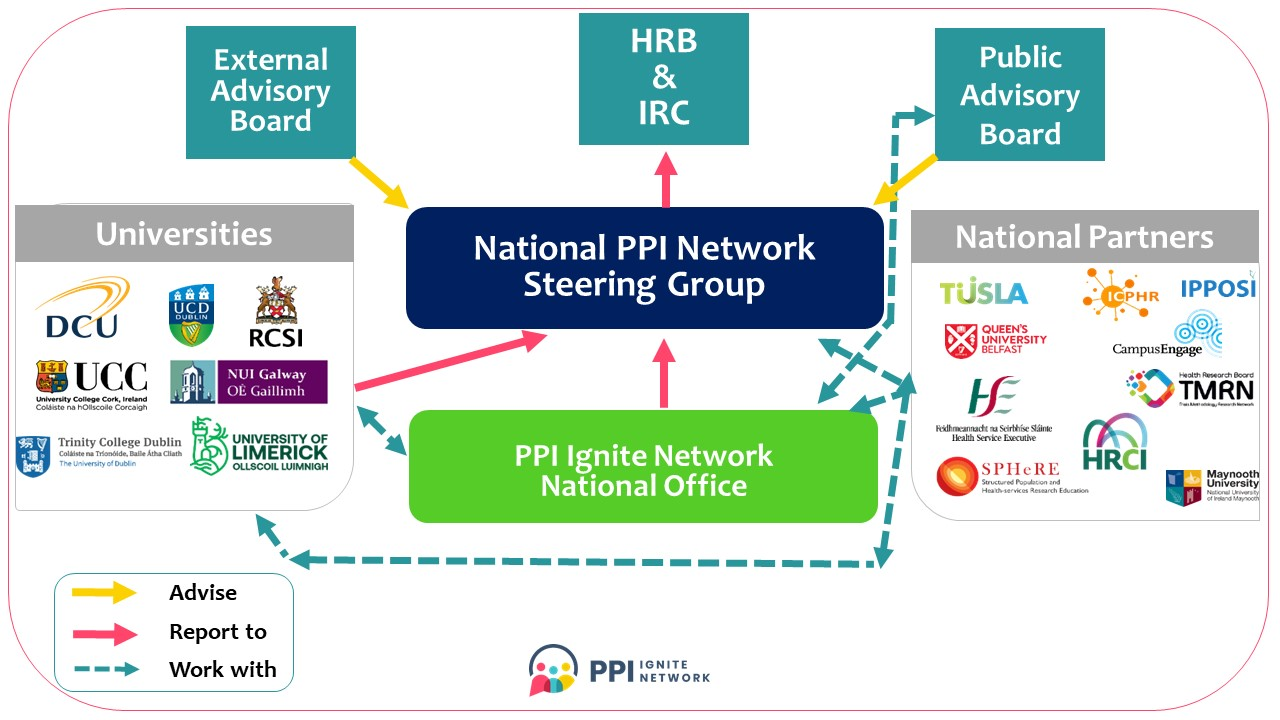 External
Advisory
Board
HRB
&
IRC
Public
Advisory
Board
Universities
National PPI Network
Steering Group
National Partners
DCU
UCD
DUBLIN
RCSI
UCC
University College Cork, Ireland
Coláiste na hOllscoile Corcaigh
NUI Galway
OÉ Gaillimh
Trinity College Dublin
Coláiste na Tríonóide, Baile Átha Cliath
The University of Dublin
UNIVERSITY OF
LIMERICK
OLLSCOIL LUIMNIGH
TUSLA
ICPHR
IPPOSI
QUEEN'S
UNIVERSITY
BELFAST
CampusEngage
Health Research Board
TMRN
Trials Methodology Research Network
Feidhmeannacht na Seirbhíse Sláinte
Health Service Executive
HRCI
SPHeRE
Structured Population and
Health-services Research Education
Maynooth
University
National University
of Ireland Maynooth
PPI Ignite Network
National Office
Advise
Report to
Work with
PPI IGNITE
NETWORK